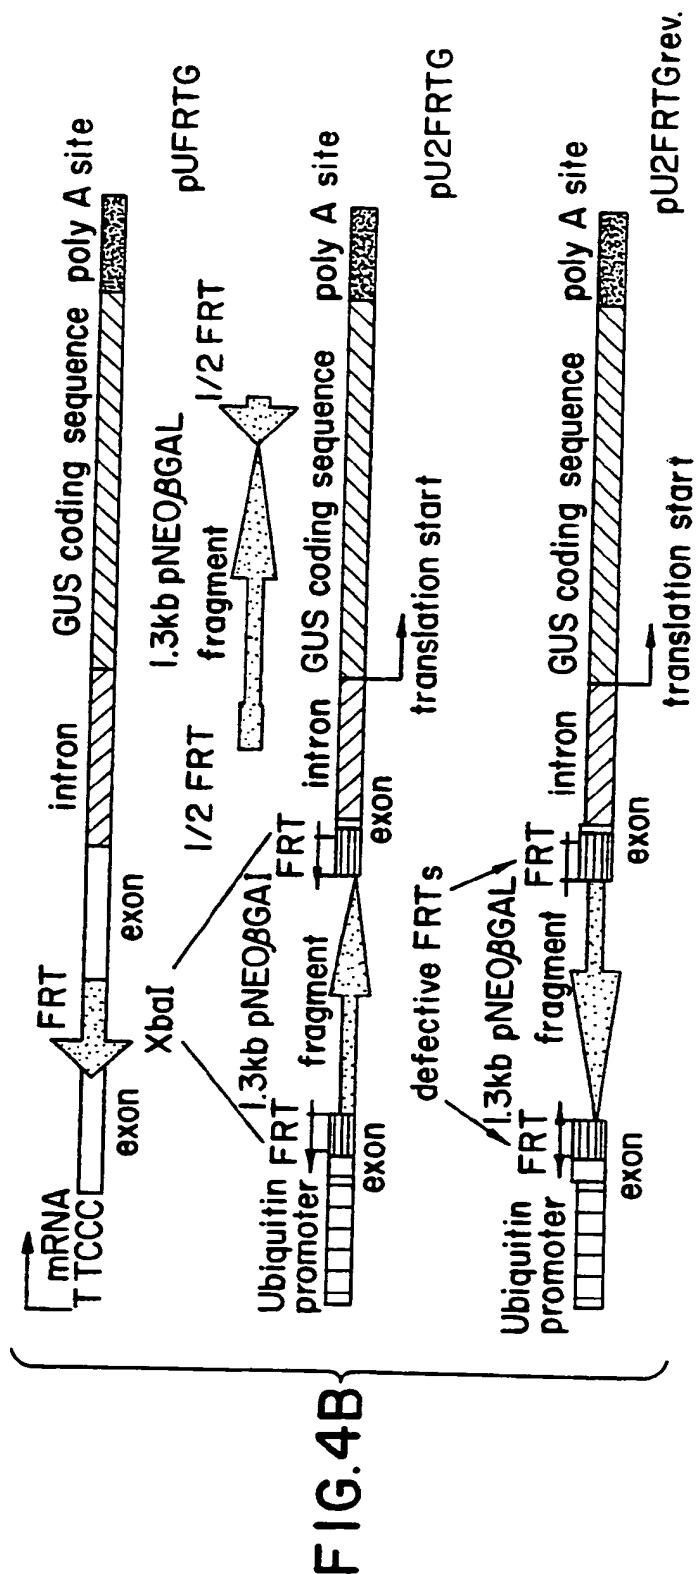 mRNA
TTCCC
FRT
exon
exon
intron
GUS coding sequence
poly A site
pUFRTG
XbaI
1/2 FRT
1.3kb pNEOβGAL
fragment
1/2 FRT
Ubiquitin
promoter
FRT
exon
1.3kb pNEOβGAL
fragment
FRT
exon
intron
GUS coding sequence
poly A site
translation start
pU2FRTG
defective FRTs
Ubiquitin
promoter
FRT
exon
1.3kb pNEOβGAL
fragment
FRT
exon
intron
GUS coding sequence
poly A site
translation start
pU2FRTGrev.
FIG.4B